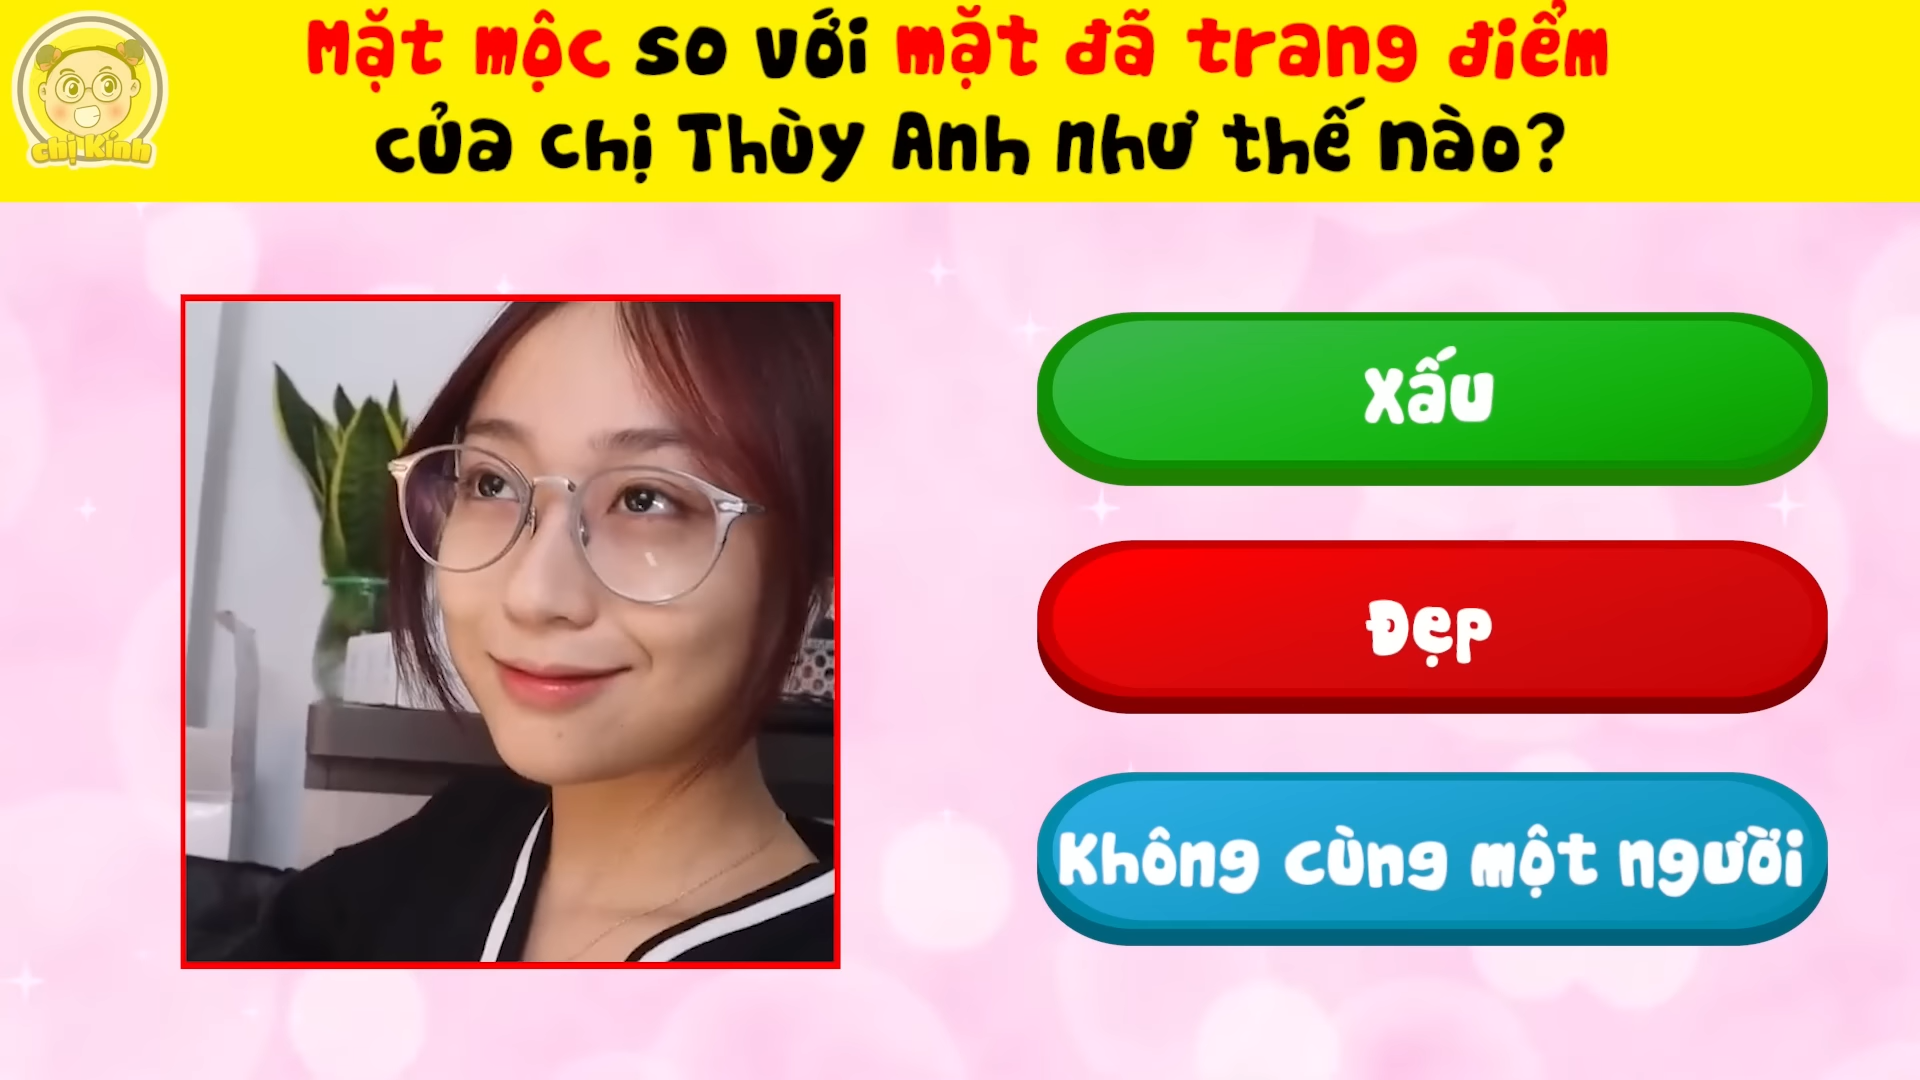 Mặt mộc so với mặt đã trang điểm
của chị Thùy Anh như thế nào?
chị Kính
Xấu
Đẹp
Không cùng một người